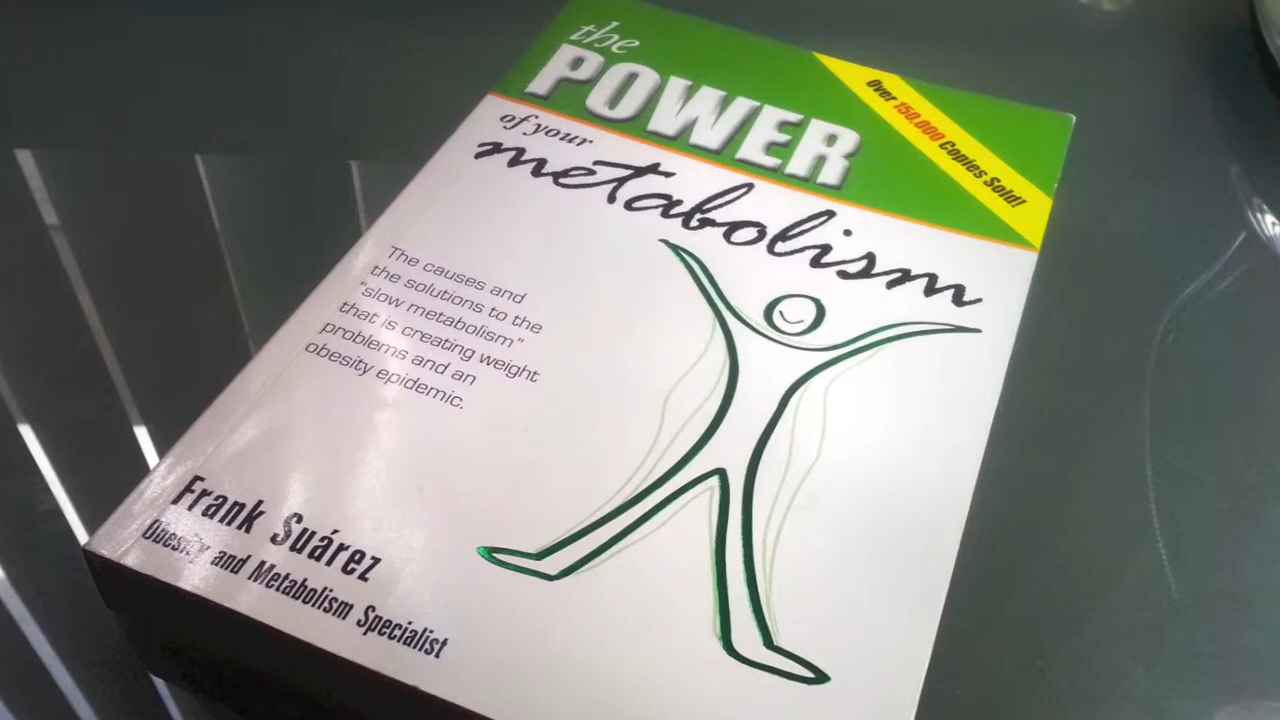 the
POWER
of your
metabolism
Over 150,000 Copies Sold!
The causes and
the solutions to the
"slow metabolism"
that is creating weight
problems and an
obesity epidemic.
Frank Suárez
Obesity and Metabolism Specialist